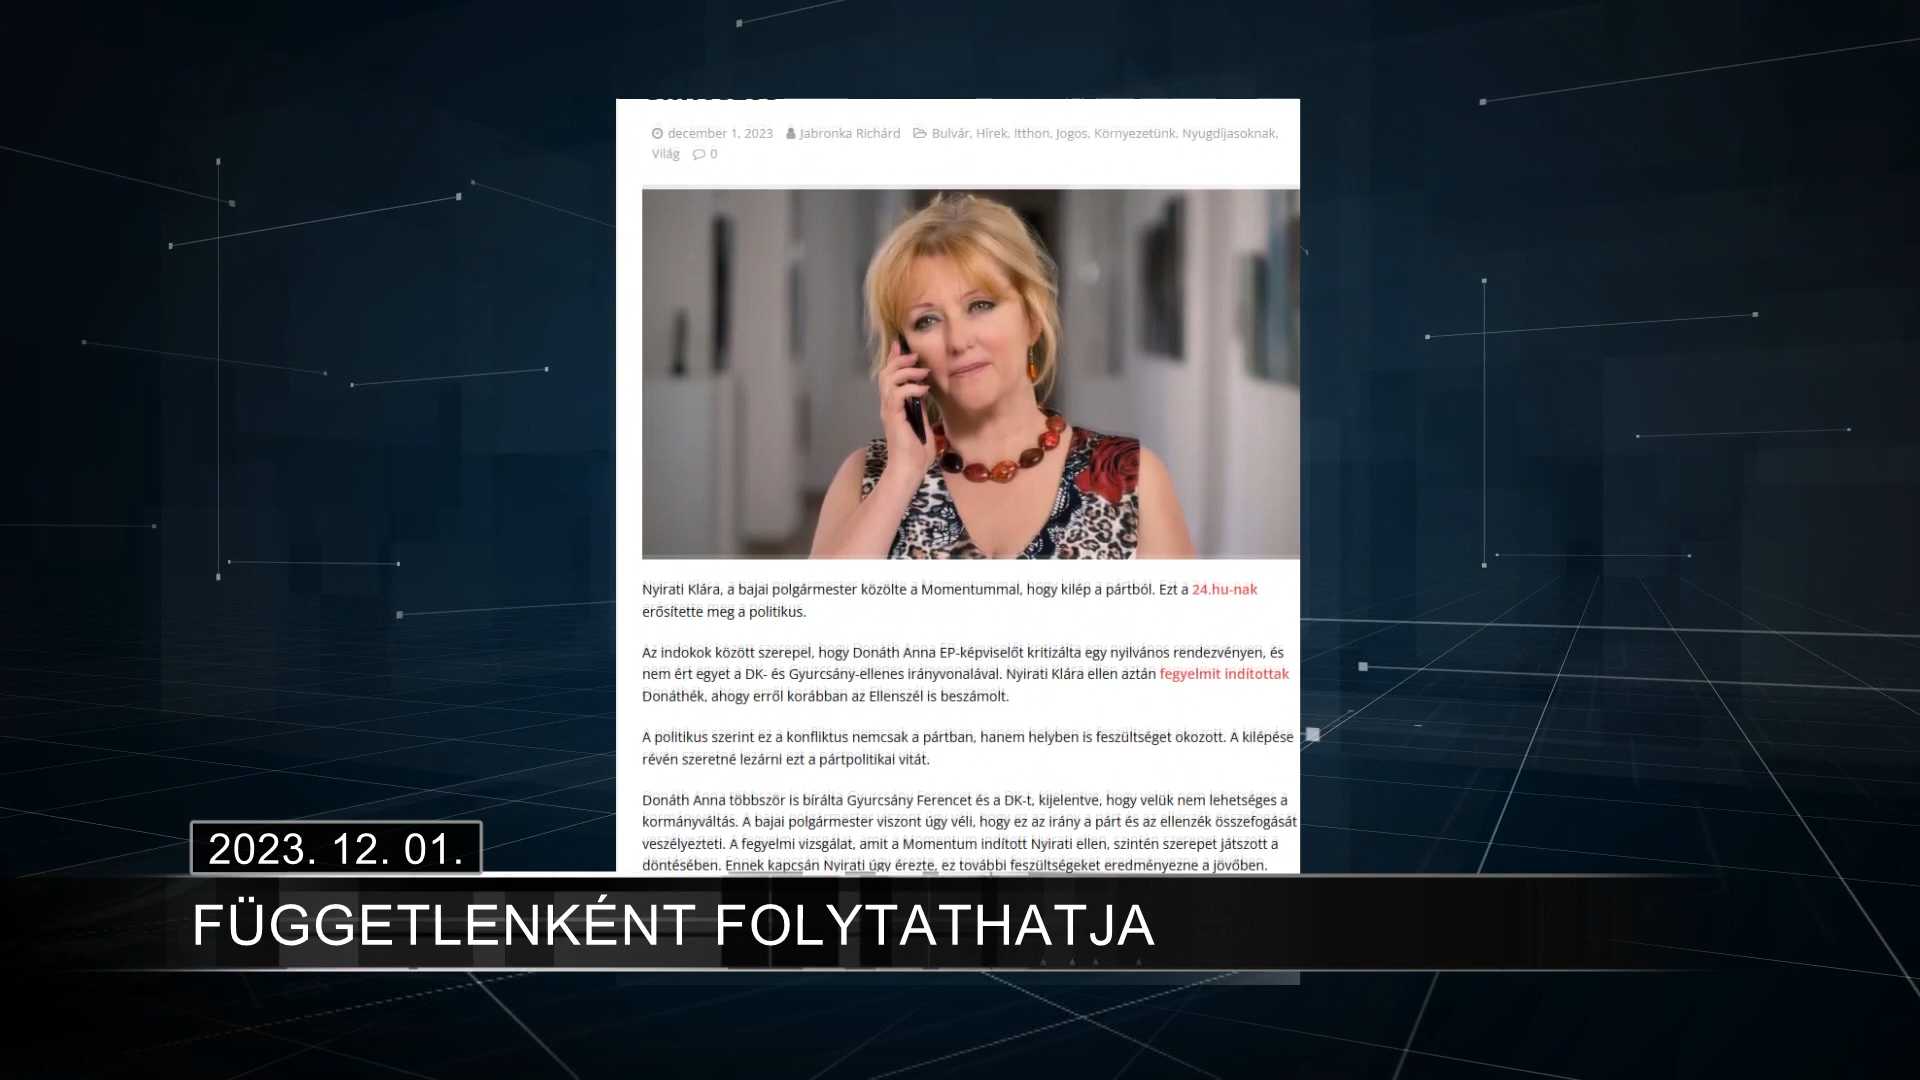 december 1, 2023 Jabronka Richárd Bulvár, Hírek, Itthon, Jogos, Környezetünk, Nyugdíjasoknak,
Világ 0
Nyirati Klára, a bajai polgármester közölte a Momentummal, hogy kilép a pártból. Ezt a 24.hu-nak
erősítette meg a politikus.
Az indokok között szerepel, hogy Donáth Anna EP-képviselőt kritizálta egy nyilvános rendezvényen, és
nem ért egyet a DK- és Gyurcsány-ellenes irányvonalával. Nyirati Klára ellen aztán fegyelmit indítottak
Donáthék, ahogy erről korábban az Ellenszél is beszámolt.
A politikus szerint ez a konfliktus nemcsak a pártban, hanem helyben is feszültséget okozott. A kilépése
révén szeretné lezárni ezt a pártpolitikai vitát.
Donáth Anna többször is bírálta Gyurcsány Ferencet és a DK-t, kijelentve, hogy velük nem lehetséges a
kormányváltás. A bajai polgármester viszont úgy véli, hogy ez az irány a párt és az ellenzék összefogását
veszélyezteti. A fegyelmi vizsgálat, amit a Momentum indított Nyirati ellen, szintén szerepet játszott a
döntésében. Ennek kapcsán Nyirati úgy érezte, ez további feszültségeket eredményezne a jövőben.
2023. 12. 01.
FÜGGETLENKÉNT FOLYTATHATJA